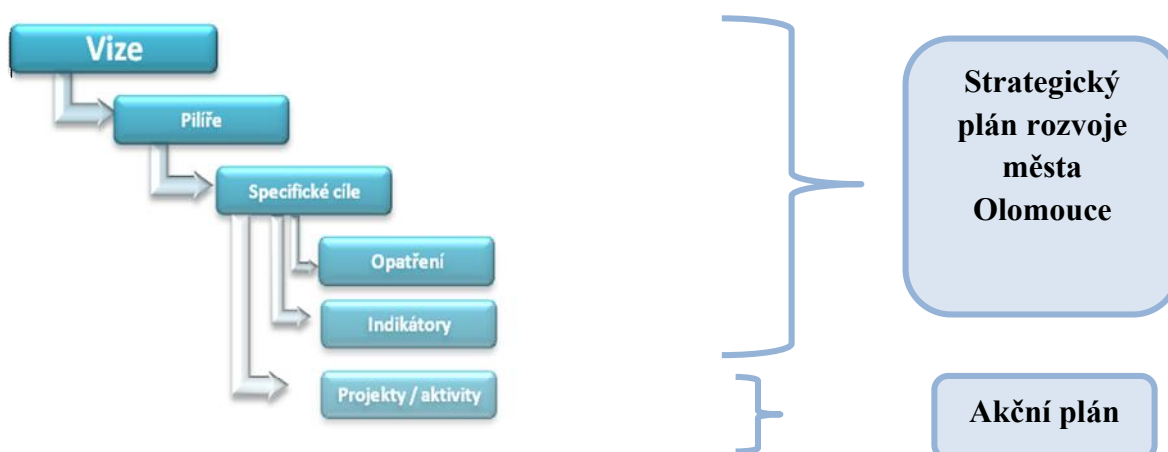 Vize
Pilíře
Specifické cíle
Opatření
Indikátory
Projekty / aktivity
Strategický
plán rozvoje
města
Olomouce
Akční plán